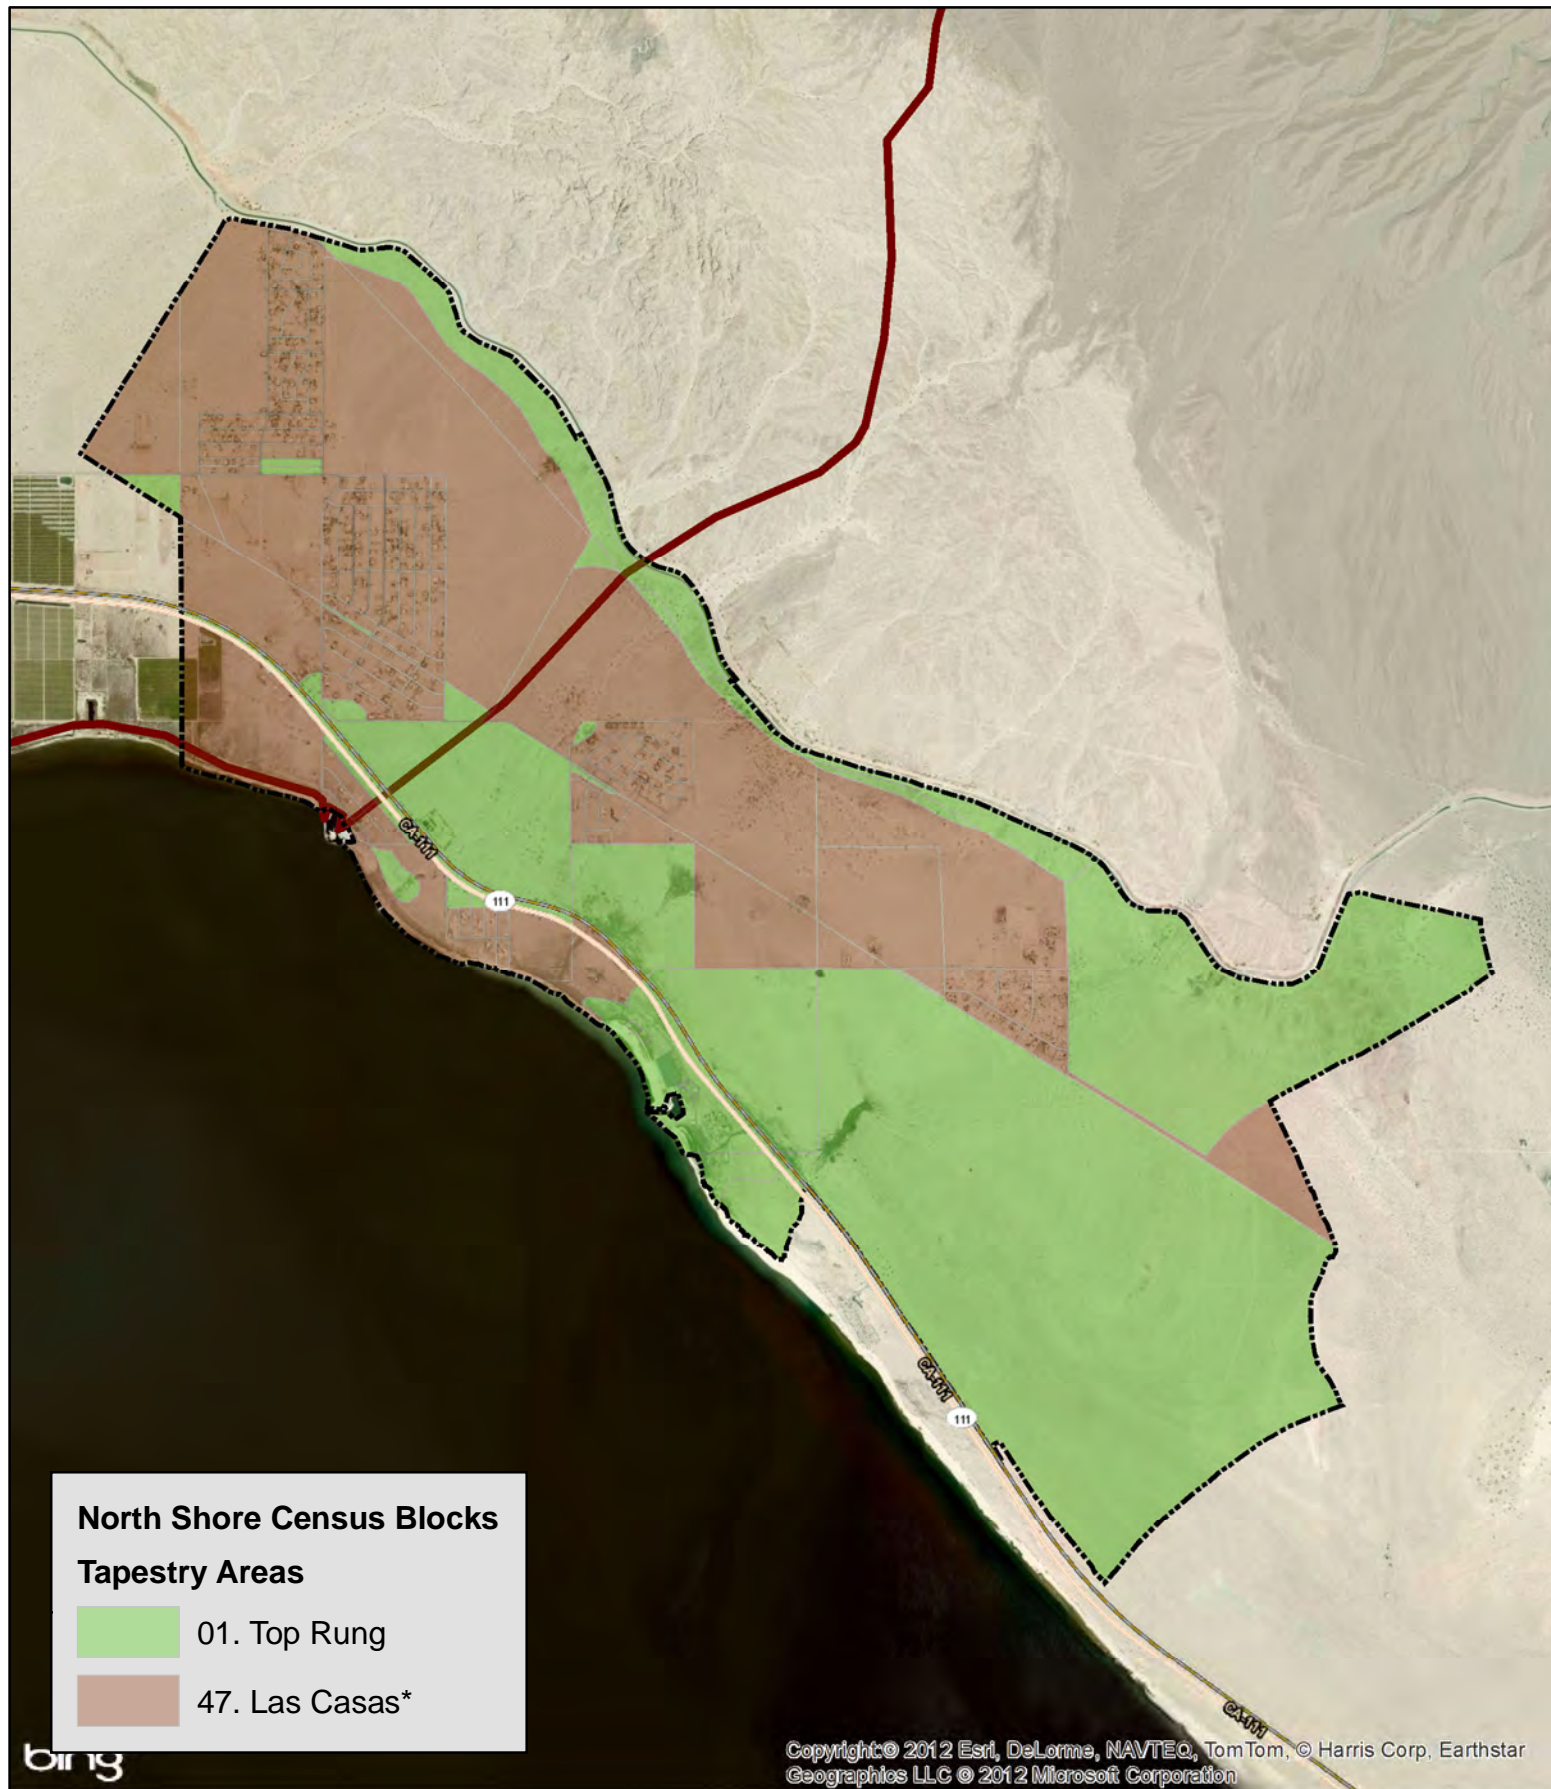 CA-111
111
CA-111
111
North Shore Census Blocks
Tapestry Areas
01. Top Rung
47. Las Casas*
CA-111
bing
Copyright:© 2012 Esri, DeLorme, NAVTEQ, TomTom, © Harris Corp, Earthstar
Geographics LLC © 2012 Microsoft Corporation